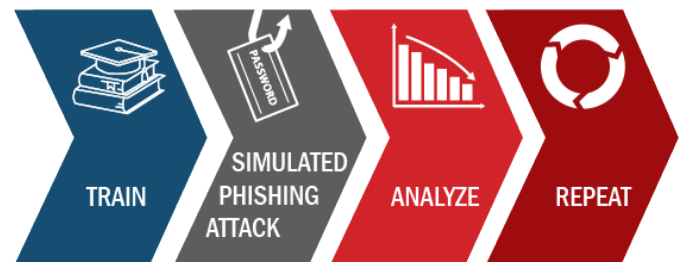 TRAIN
PASSWORD
SIMULATED
PHISHING
ATTACK
ANALYZE
REPEAT